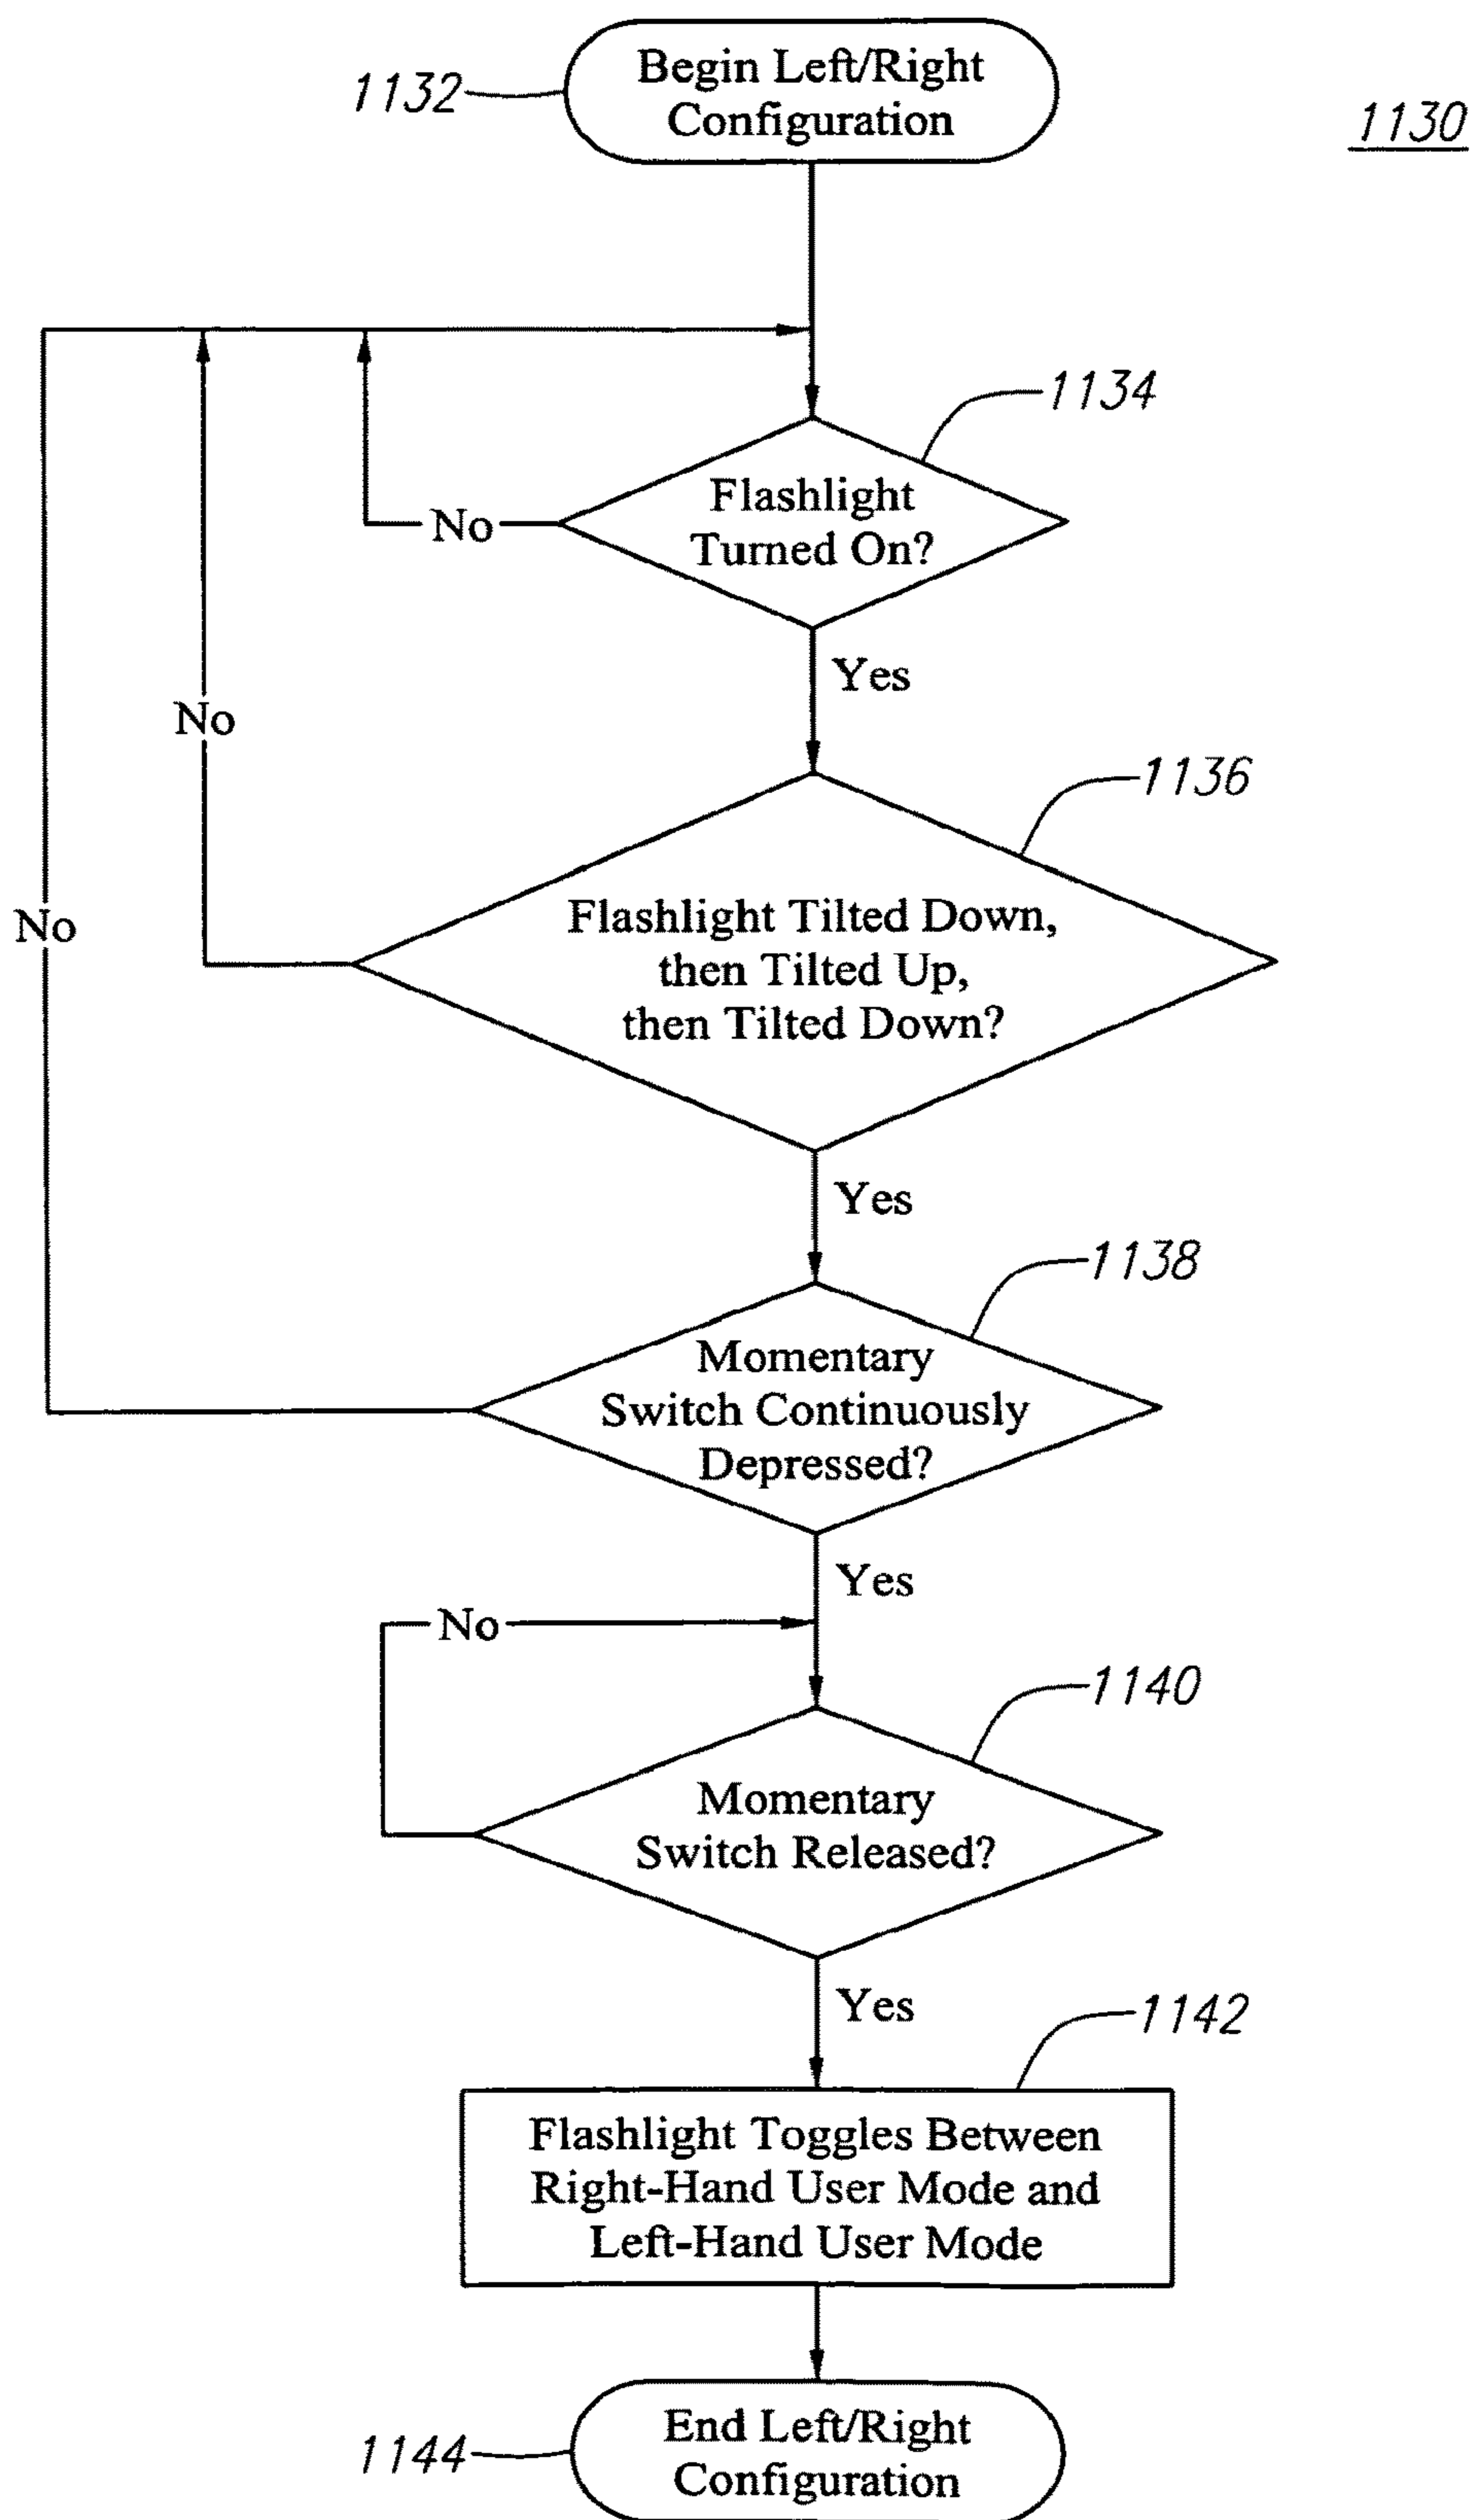 Begin Left/Right
Configuration
1132
1130
1134
Flashlight
Turned On?
No
Yes
No
1136
Flashlight Tilted Down,
then Tilted Up,
then Tilted Down?
No
Yes
1138
Momentary
Switch Continuously
Depressed?
Yes
No
1140
Momentary
Switch Released?
Yes
1142
Flashlight Toggles Between
Right-Hand User Mode and
Left-Hand User Mode
End Left/Right
Configuration
1144